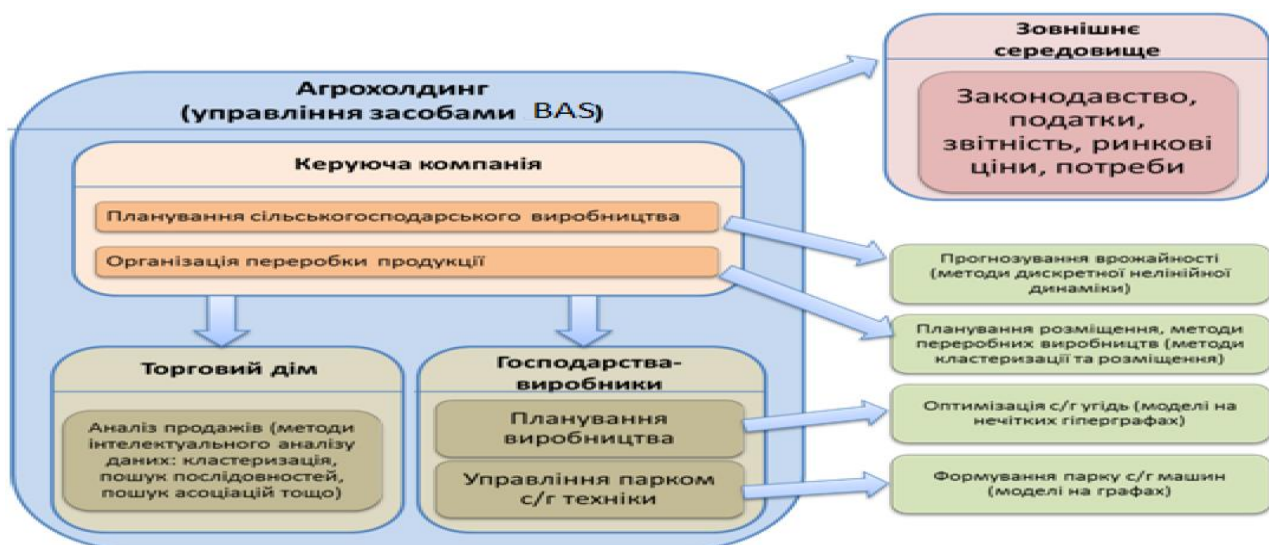 Агрохолдинг
(управління засобами BAS)
Керуюча компанія
Планування сільськогосподарського виробництва
Організація переробки продукції
Торговий дім
Аналіз продажів (методи
інтелектуального аналізу
даних: кластеризація,
пошук послідовностей,
пошук асоціацій тощо)
Господарства-
виробники
Планування
виробництва
Управління парком
с/г техніки
Зовнішнє
середовище
Законодавство,
податки,
звітність, ринкові
ціни, потреби
Прогнозування врожайності
(методи дискретної нелінійної
динаміки)
Планування розміщення, методи
переробних виробництв (методи
кластеризації та розміщення)
Оптимізація с/г угідь (моделі на
нечітких гіперграфах)
Формування парку с/г машин
(моделі на графах)